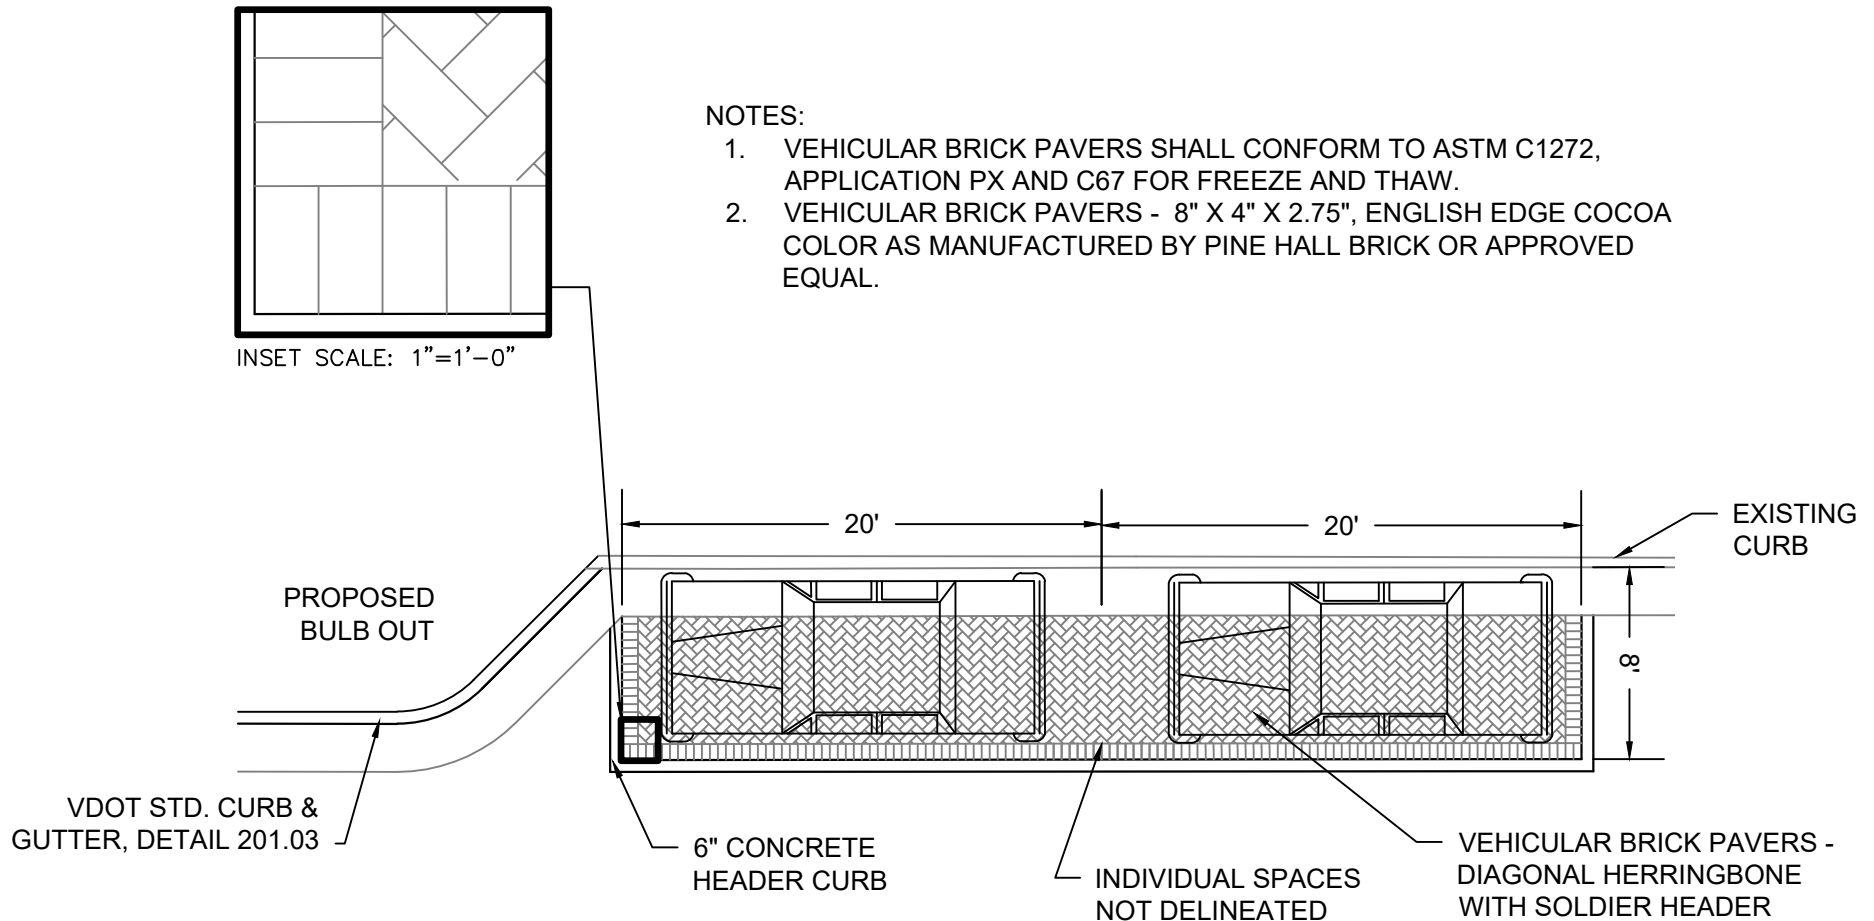 NOTES:
1. VEHICULAR BRICK PAVERS SHALL CONFORM TO ASTM C1272,
APPLICATION PX AND C67 FOR FREEZE AND THAW.
2. VEHICULAR BRICK PAVERS - 8" X 4" X 2.75", ENGLISH EDGE COCOA
COLOR AS MANUFACTURED BY PINE HALL BRICK OR APPROVED
EQUAL.
INSET SCALE: 1"=1'-0"
20'
20'
EXISTING
CURB
PROPOSED
BULB OUT
8'
VDOT STD. CURB &
GUTTER, DETAIL 201.03
6" CONCRETE
HEADER CURB
INDIVIDUAL SPACES
NOT DELINEATED
VEHICULAR BRICK PAVERS -
DIAGONAL HERRINGBONE
WITH SOLDIER HEADER